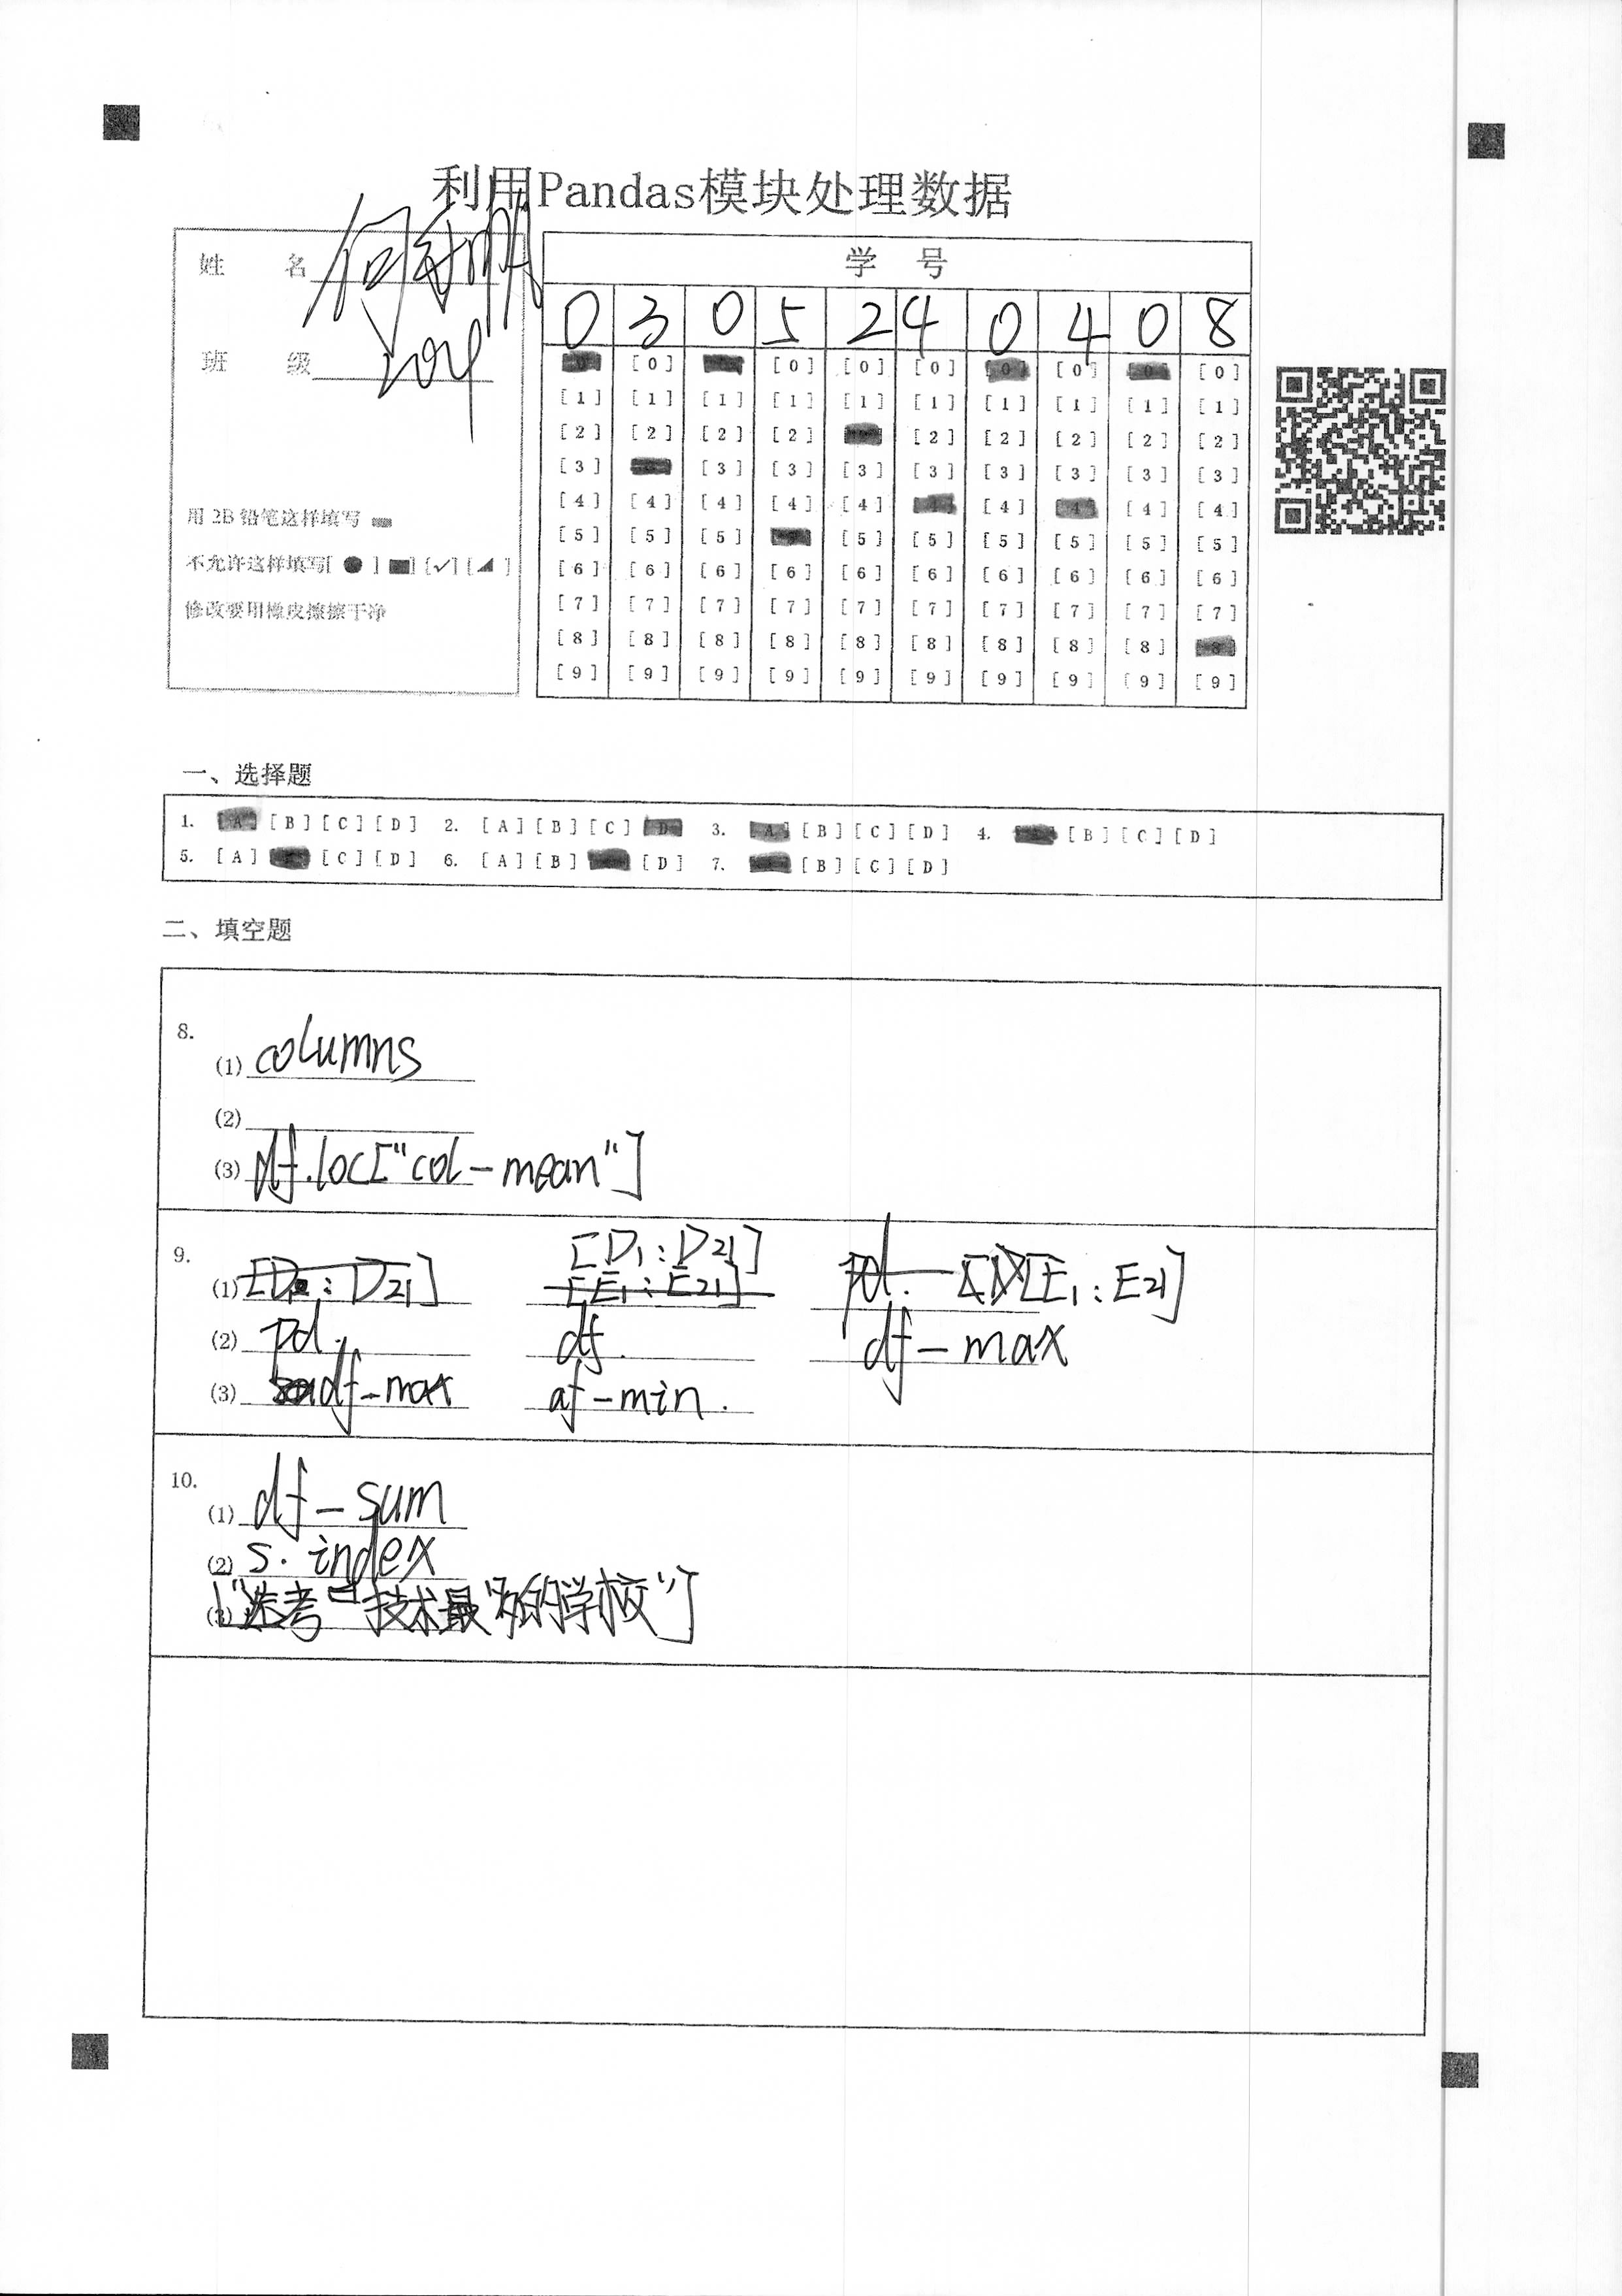 利用Pandas模块处理数据
姓 名
班 级 204
用 2B 铅笔这样填写
不允许这样填写[ ● ] [■] [✓] [◢ ]
修改要用橡皮擦擦干净
学 号
0 3 0 5 2 4 0 4 0 8
[0] [0] [0] [0] [0] [0] [0] [0] [0] [0]
[1] [1] [1] [1] [1] [1] [1] [1] [1] [1]
[2] [2] [2] [2] [2] [2] [2] [2] [2]
[3] [3] [3] [3] [3] [3] [3] [3] [3]
[4] [4] [4] [4] [4] [4] [4] [4] [4]
[5] [5] [5] [5] [5] [5] [5] [5] [5]
[6] [6] [6] [6] [6] [6] [6] [6] [6] [6]
[7] [7] [7] [7] [7] [7] [7] [7] [7] [7]
[8] [8] [8] [8] [8] [8] [8] [8] [8] [8]
[9] [9] [9] [9] [9] [9] [9] [9] [9] [9]
一、选择题
1. [A] [B] [C] [D] 2. [A] [B] [C] [D] 3. [A] [B] [C] [D] 4. [B] [C] [D]
5. [A] [C] [D] 6. [A] [B] [D] 7. [B] [C] [D]
二、填空题
8.
(1) columns
(2)
(3) df.loc["col-mean"]
9.
[D1:D21]
(1) [D:D21] [E1:E21] pd. [E1:E21]
(2) pd. df. df-max
(3) df-max df-min.
10.
(1) df-sum
(2) s.index
(3) ["选考技术最多的学校"]